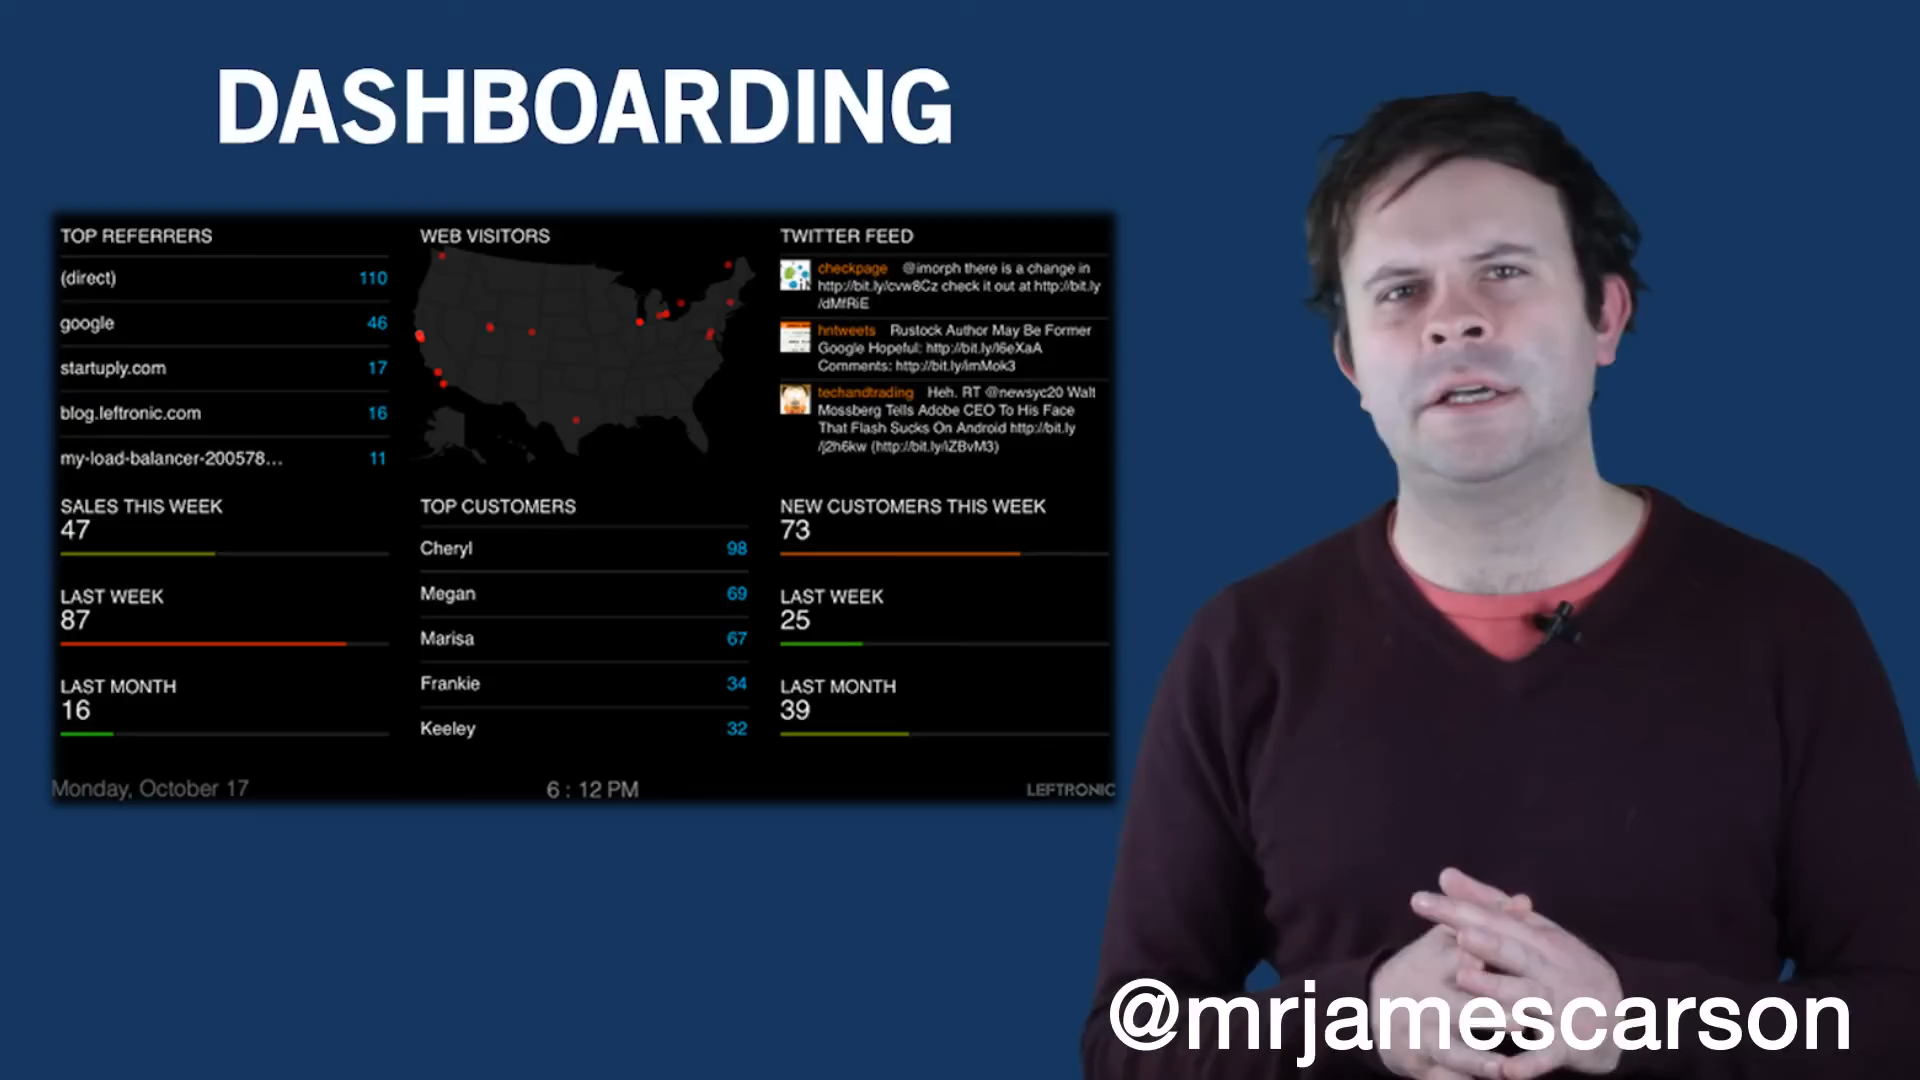 DASHBOARDING
TOP REFERRERS
(direct) 110
google 46
startuply.com 17
blog.leftronic.com 16
my-load-balancer-200578... 11
WEB VISITORS
TWITTER FEED
checkpage @imorph there is a change in
http://bit.ly/cvw8Cz check it out at http://bit.ly
/dMfRiE
hntweets Rustock Author May Be Former
Google Hopeful: http://bit.ly/l6eXaA
Comments: http://bit.ly/imMok3
techandtrading Heh. RT @newsyc20 Walt
Mossberg Tells Adobe CEO To His Face
That Flash Sucks On Android http://bit.ly
/j2h6kw (http://bit.ly/iZBvM3)
SALES THIS WEEK
47
LAST WEEK
87
LAST MONTH
16
TOP CUSTOMERS
Cheryl 98
Megan 69
Marisa 67
Frankie 34
Keeley 32
NEW CUSTOMERS THIS WEEK
73
LAST WEEK
25
LAST MONTH
39
Monday, October 17
6 : 12 PM
LEFTRONIC
@mrjamescarson